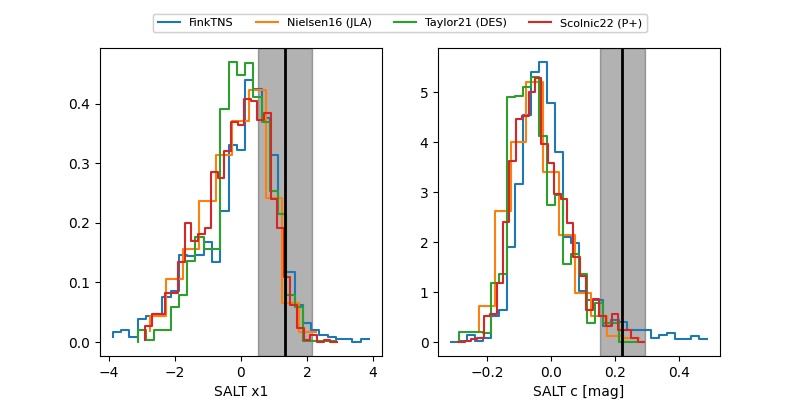 FinkTNS Nielsen16 (JLA) Taylor21 (DES) Scolnic22 (P+)
0.4
0.3
0.2
0.1
0.0
−4 −2 0 2 4
SALT x1
5
4
3
2
1
0
−0.2 0.0 0.2 0.4
SALT c [mag]